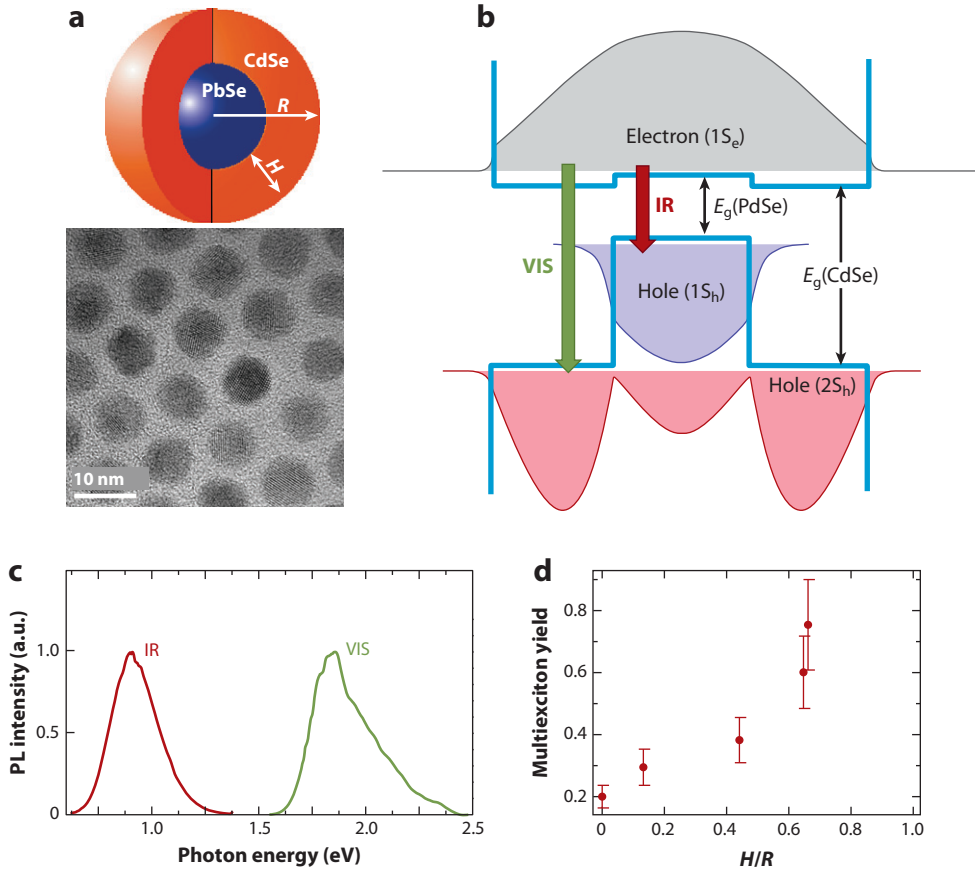 a
CdSe
PbSe
R
H
10 nm
b
Electron (1Sₑ)
IR
E_g(PdSe)
VIS
Hole (1Sₕ)
E_g(CdSe)
Hole (2Sₕ)
c
PL intensity (a.u.)
1.0
0.5
0
IR
VIS
1.0
1.5
2.0
2.5
Photon energy (eV)
d
Multiexciton yield
0.8
0.6
0.4
0.2
0
0.2
0.4
0.6
0.8
1.0
H/R